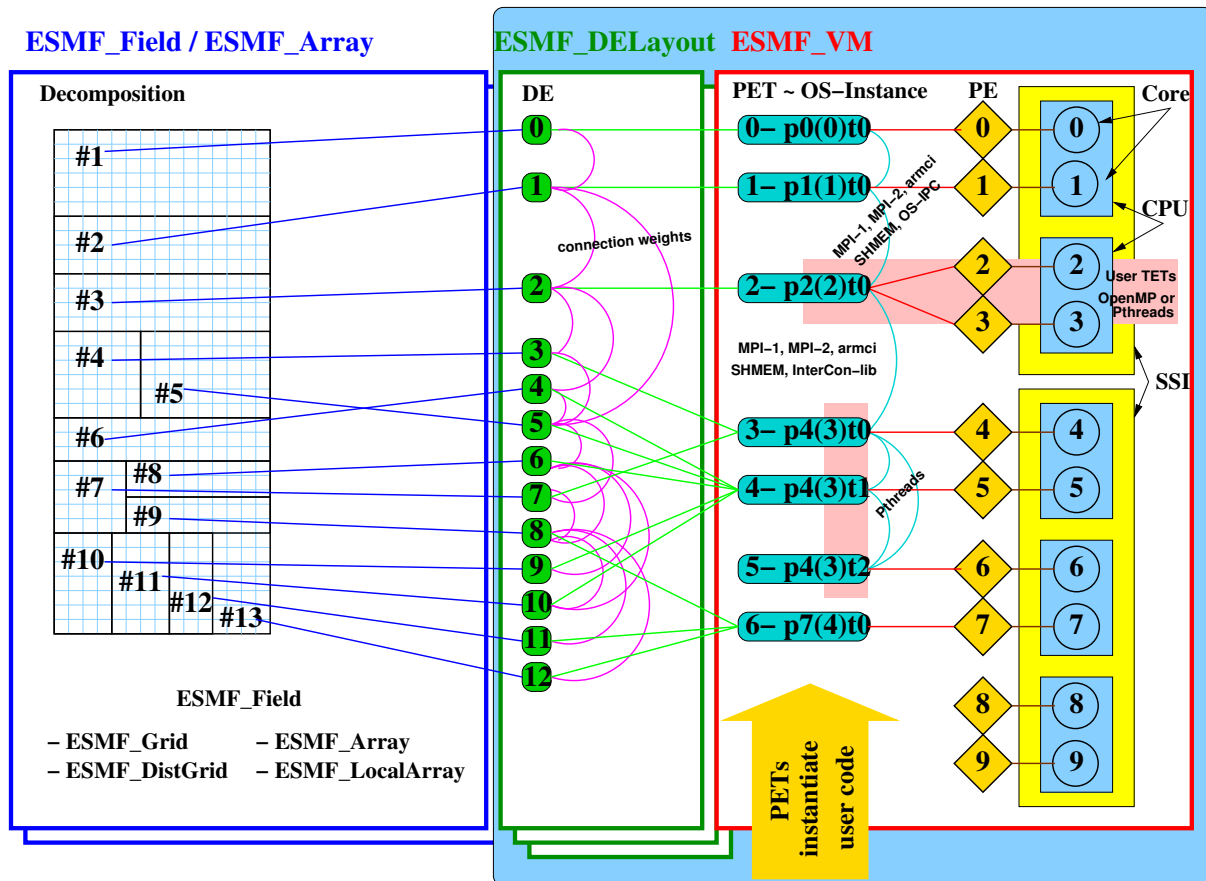 ESMF_Field / ESMF_Array
ESMF_DELayout
ESMF_VM
Decomposition
#1
#2
#3
#4
#5
#6
#7
#8
#9
#10
#11
#12
#13
ESMF_Field
– ESMF_Grid
– ESMF_Array
– ESMF_DistGrid
– ESMF_LocalArray
DE
0
1
2
3
4
5
6
7
8
9
10
11
12
connection weights
PET ~ OS–Instance
0– p0(0)t0
1– p1(1)t0
2– p2(2)t0
3– p4(3)t0
4– p4(3)t1
5– p4(3)t2
6– p7(4)t0
MPI–1, MPI–2, armci
SHMEM, OS–IPC
MPI–1, MPI–2, armci
SHMEM, InterCon–lib
Pthreads
PETs
instantiate
user code
PE
0
1
2
3
4
5
6
7
8
9
0
1
2
3
4
5
6
7
8
9
Core
CPU
User TETs
OpenMP or
Pthreads
SSI